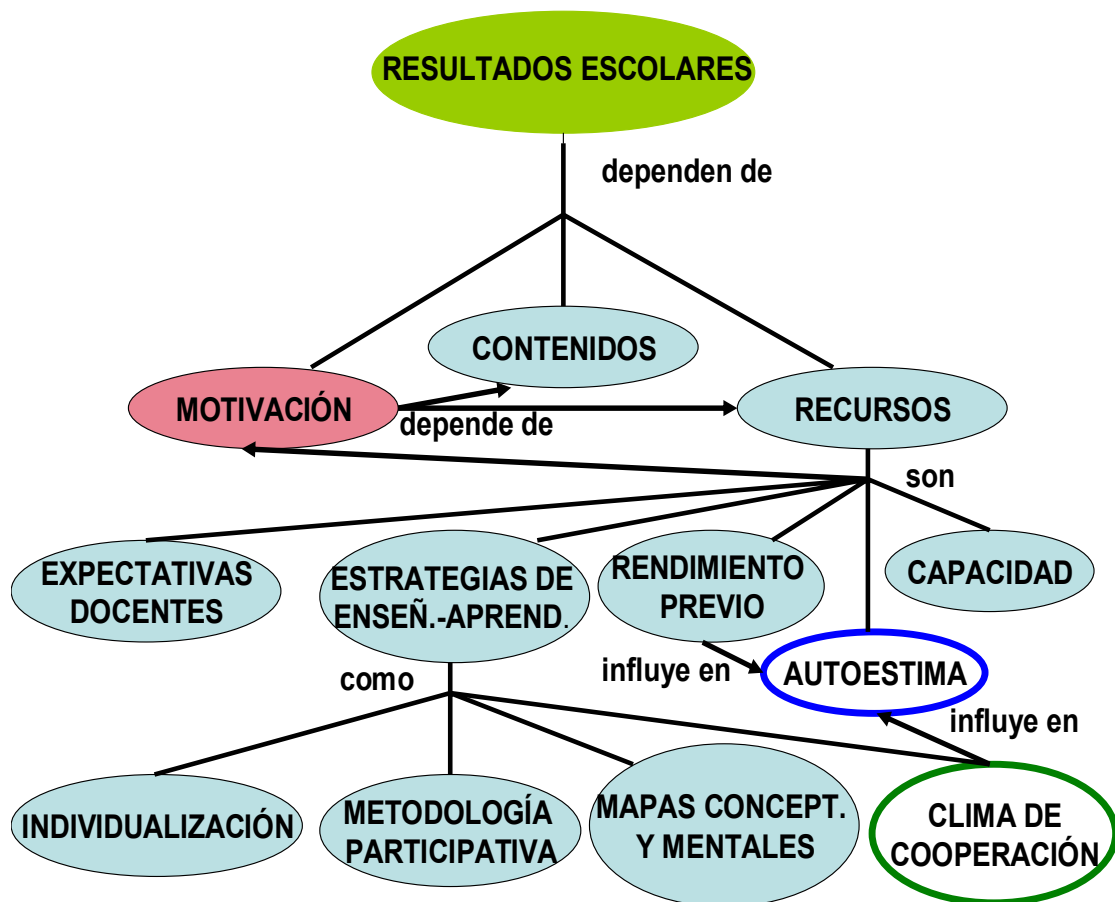 RESULTADOS ESCOLARES
dependen de
CONTENIDOS
MOTIVACIÓN
RECURSOS
depende de
son
EXPECTATIVAS
DOCENTES
ESTRATEGIAS DE
ENSEÑ.-APREND.
RENDIMIENTO
PREVIO
CAPACIDAD
como
influye en
AUTOESTIMA
influye en
INDIVIDUALIZACIÓN
METODOLOGÍA
PARTICIPATIVA
MAPAS CONCEPT.
Y MENTALES
CLIMA DE
COOPERACIÓN